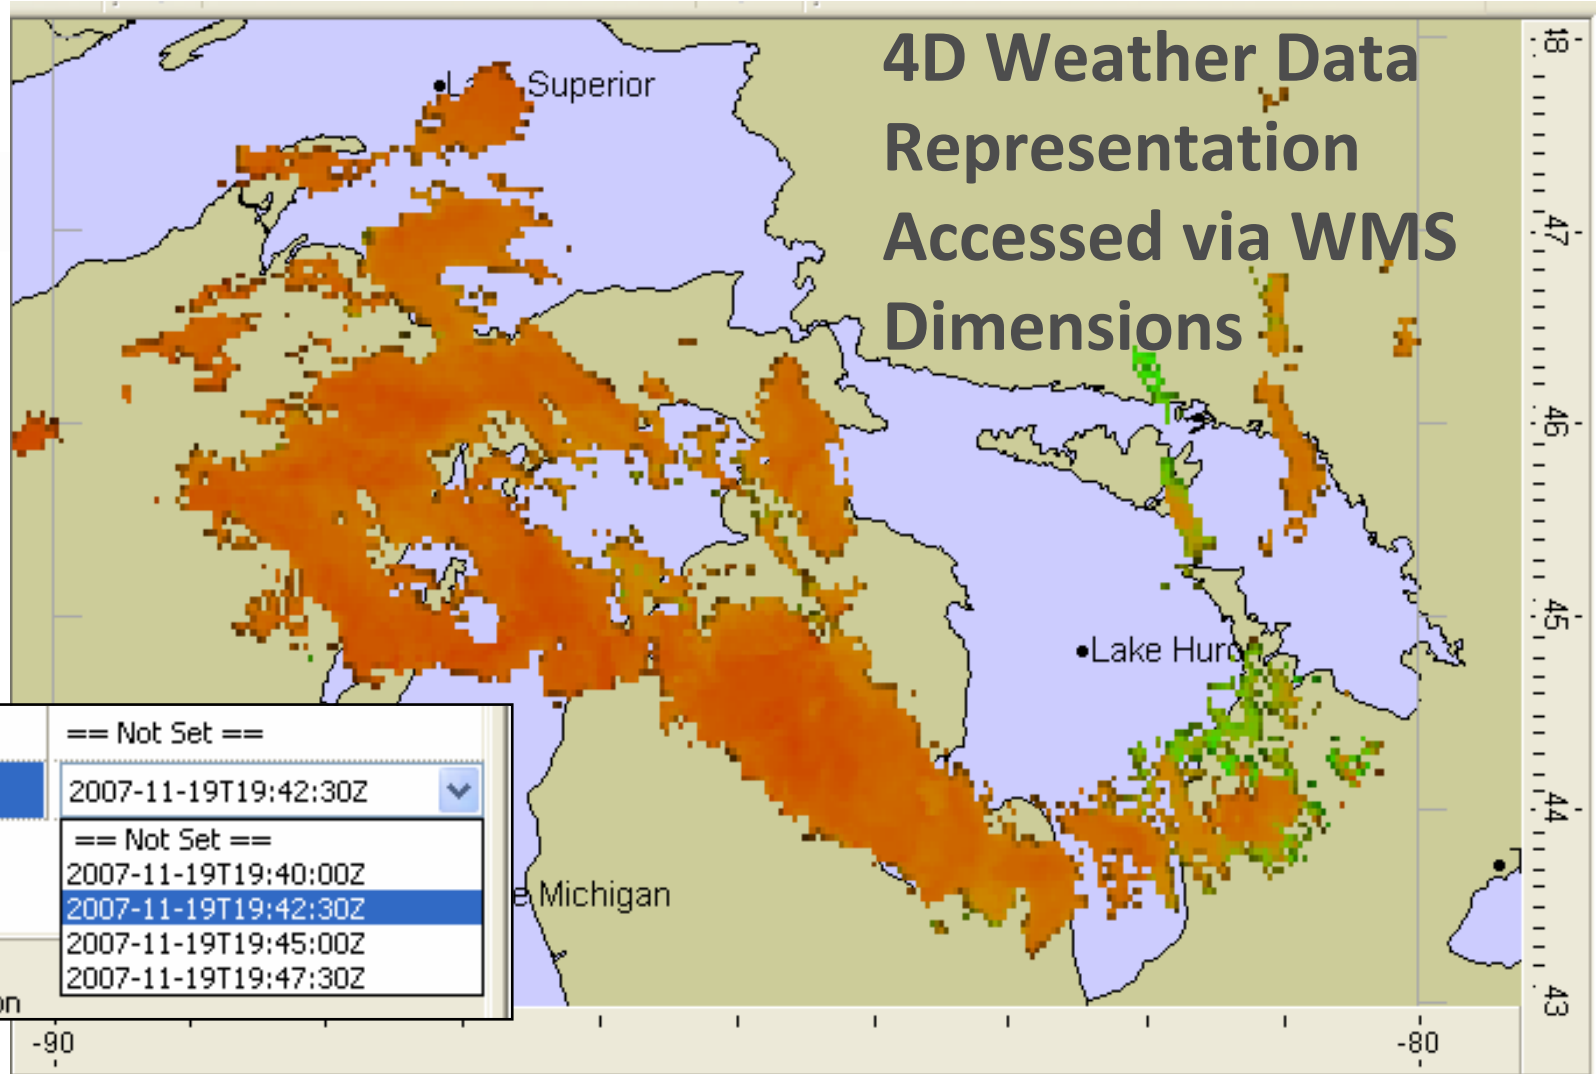 4D Weather Data
Representation
Accessed via WMS
Dimensions
Superior
Lake Huro
Michigan
== Not Set ==
2007-11-19T19:42:30Z
== Not Set ==
2007-11-19T19:40:00Z
2007-11-19T19:42:30Z
2007-11-19T19:45:00Z
2007-11-19T19:47:30Z
-90
-80
47
46
45
44
43